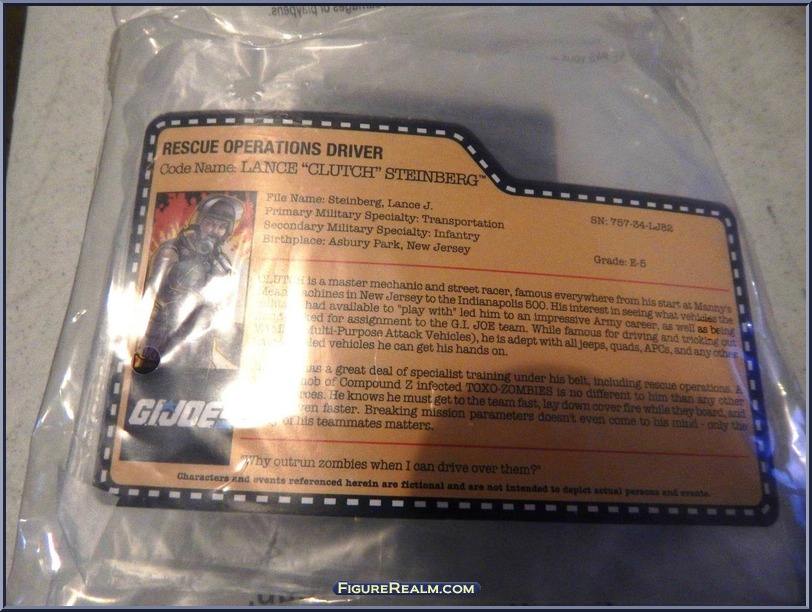 RESCUE OPERATIONS DRIVER
Code Name: LANCE "CLUTCH" STEINBERG™
File Name: Steinberg, Lance J.
Primary Military Specialty: Transportation
Secondary Military Specialty: Infantry
Birthplace: Asbury Park, New Jersey
SN: 757-34-LJ82
Grade: E-5
CLUTCH is a master mechanic and street racer, famous everywhere from his start at Manny's
Mean Machines in New Jersey to the Indianapolis 500. His interest in seeing what vehicles the
had available to "play with" led him to an impressive Army career, as well as being
for assignment to the G.I. JOE team. While famous for driving and tricking out
(Multi-Purpose Attack Vehicles), he is adept with all jeeps, quads, APCs, and any other
vehicles he can get his hands on.
has a great deal of specialist training under his belt, including rescue operations. A
mob of Compound Z infected TOXO-ZOMBIES is no different to him than any other
He knows he must get to the team fast, lay down cover fire while they board, and
even faster. Breaking mission parameters doesn't even come to his mind - only the
of his teammates matters.
GI JOE
"Why outrun zombies when I can drive over them?"
Characters and events referenced herein are fictional and are not intended to depict actual persons and events.
FIGUREREALM.COM